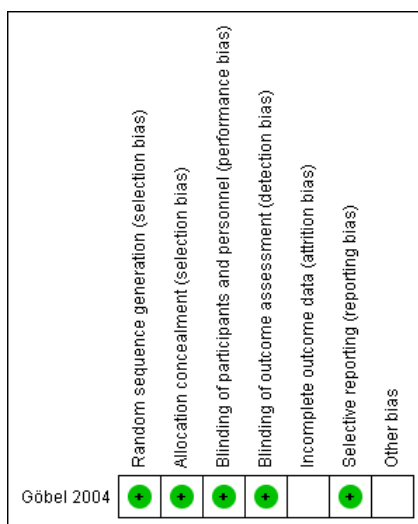 Random sequence generation (selection bias)
Allocation concealment (selection bias)
Blinding of participants and personnel (performance bias)
Blinding of outcome assessment (detection bias)
Incomplete outcome data (attrition bias)
Selective reporting (reporting bias)
Other bias
Göbel 2004 + + + + +